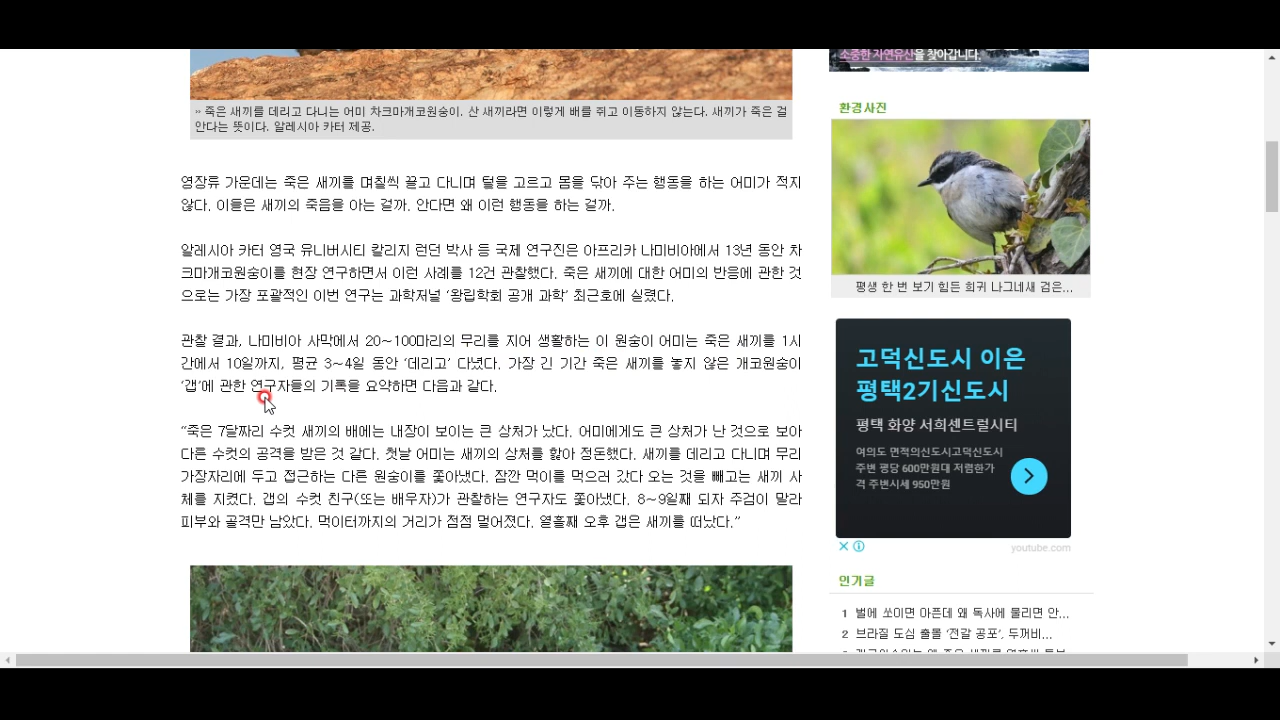 소중한 자연유산을 찾아갑니다.
» 죽은 새끼를 데리고 다니는 어미 차크마개코원숭이. 산 새끼라면 이렇게 배를 쥐고 이동하지 않는다. 새끼가 죽은 걸
안다는 뜻이다. 알레시아 카터 제공.
영장류 가운데는 죽은 새끼를 며칠씩 끌고 다니며 털을 고르고 몸을 닦아 주는 행동을 하는 어미가 적지
않다. 이들은 새끼의 죽음을 아는 걸까. 안다면 왜 이런 행동을 하는 걸까.
알레시아 카터 영국 유니버시티 칼리지 런던 박사 등 국제 연구진은 아프리카 나미비아에서 13년 동안 차
크마개코원숭이를 현장 연구하면서 이런 사례를 12건 관찰했다. 죽은 새끼에 대한 어미의 반응에 관한 것
으로는 가장 포괄적인 이번 연구는 과학저널 ‘왕립학회 공개 과학’ 최근호에 실렸다.
관찰 결과, 나미비아 사막에서 20~100마리의 무리를 지어 생활하는 이 원숭이 어미는 죽은 새끼를 1시
간에서 10일까지, 평균 3~4일 동안 ‘데리고’ 다녔다. 가장 긴 기간 죽은 새끼를 놓지 않은 개코원숭이
‘갭’에 관한 연구자들의 기록을 요약하면 다음과 같다.
“죽은 7달짜리 수컷 새끼의 배에는 내장이 보이는 큰 상처가 났다. 어미에게도 큰 상처가 난 것으로 보아
다른 수컷의 공격을 받은 것 같다. 첫날 어미는 새끼의 상처를 핥아 정돈했다. 새끼를 데리고 다니며 무리
가장자리에 두고 접근하는 다른 원숭이를 쫓아냈다. 잠깐 먹이를 먹으러 갔다 오는 것을 빼고는 새끼 사
체를 지켰다. 갭의 수컷 친구(또는 배우자)가 관찰하는 연구자도 쫓아냈다. 8~9일째 되자 주검이 말라
피부와 골격만 남았다. 먹이터까지의 거리가 점점 멀어졌다. 열흘째 오후 갭은 새끼를 떠났다.”
환경사진
평생 한 번 보기 힘든 희귀 나그네새 검은...
고덕신도시 이은
평택2기신도시
평택 화양 서희센트럴시티
여의도 면적의신도시고덕신도시
주변 평당 600만원대 저렴한가
격 주변시세 950만원
youtube.com
인기글
1 벌에 쏘이면 아픈데 왜 독사에 물리면 안...
2 브라질 도심 출몰 ‘전갈 공포’, 두꺼비...